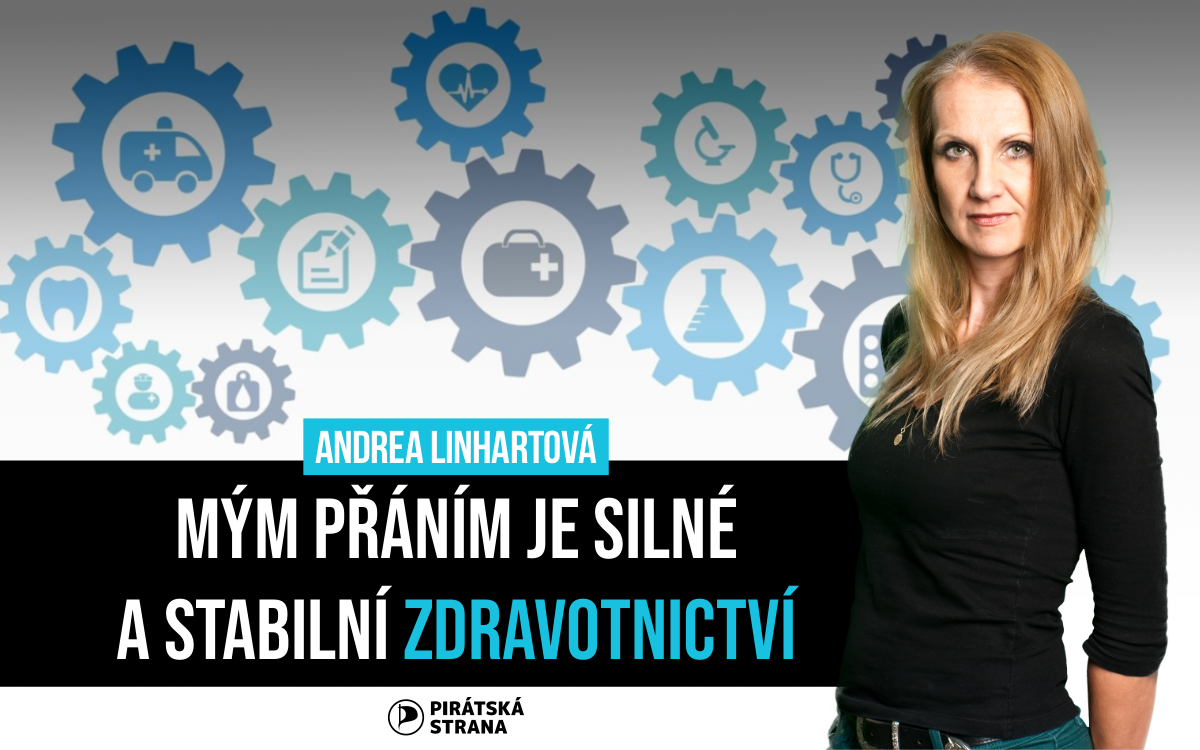 ANDREA LINHARTOVÁ
MÝM PŘÁNÍM JE SILNÉ
A STABILNÍ ZDRAVOTNICTVÍ
PIRÁTSKÁ
STRANA